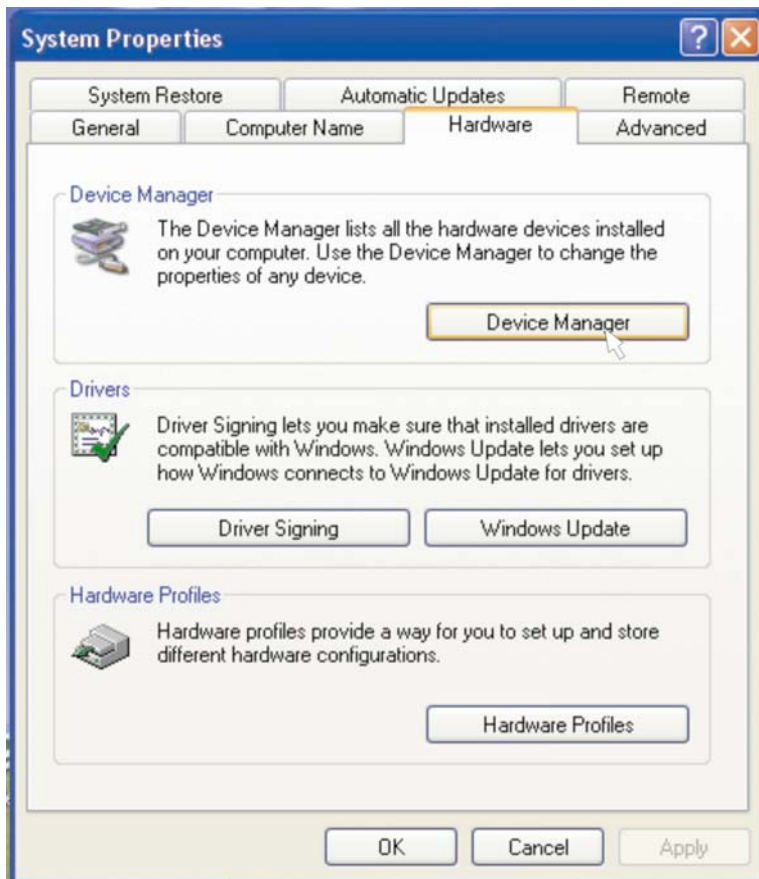 System Properties
System Restore
Automatic Updates
Remote
General
Computer Name
Hardware
Advanced
Device Manager
The Device Manager lists all the hardware devices installed
on your computer. Use the Device Manager to change the
properties of any device.
Device Manager
Drivers
Driver Signing lets you make sure that installed drivers are
compatible with Windows. Windows Update lets you set up
how Windows connects to Windows Update for drivers.
Driver Signing
Windows Update
Hardware Profiles
Hardware profiles provide a way for you to set up and store
different hardware configurations.
Hardware Profiles
OK
Cancel
Apply